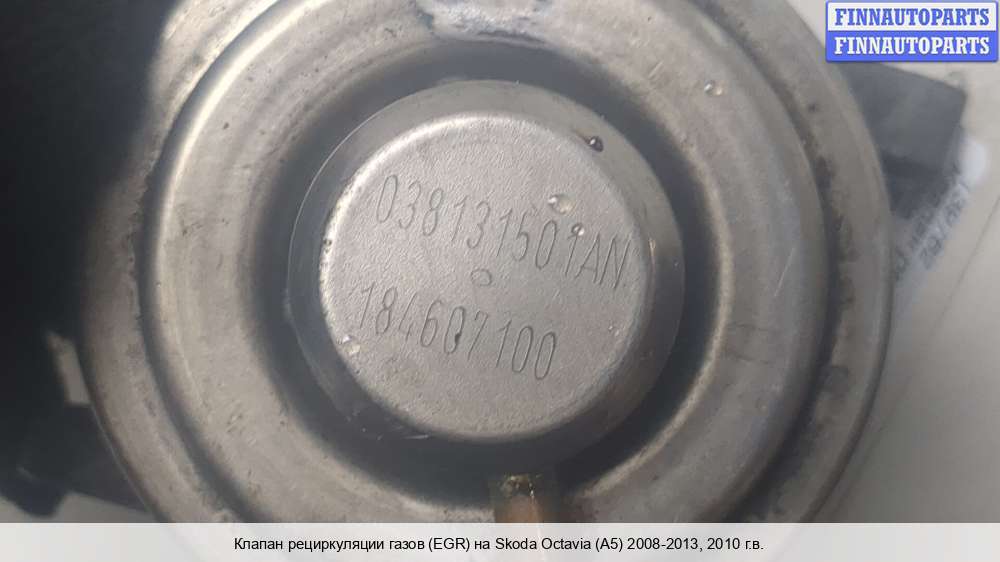 FINNAUTOPARTS
FINNAUTOPARTS
038131501AN
184607100
Клапан рециркуляции газов (EGR) на Skoda Octavia (A5) 2008-2013, 2010 г.в.